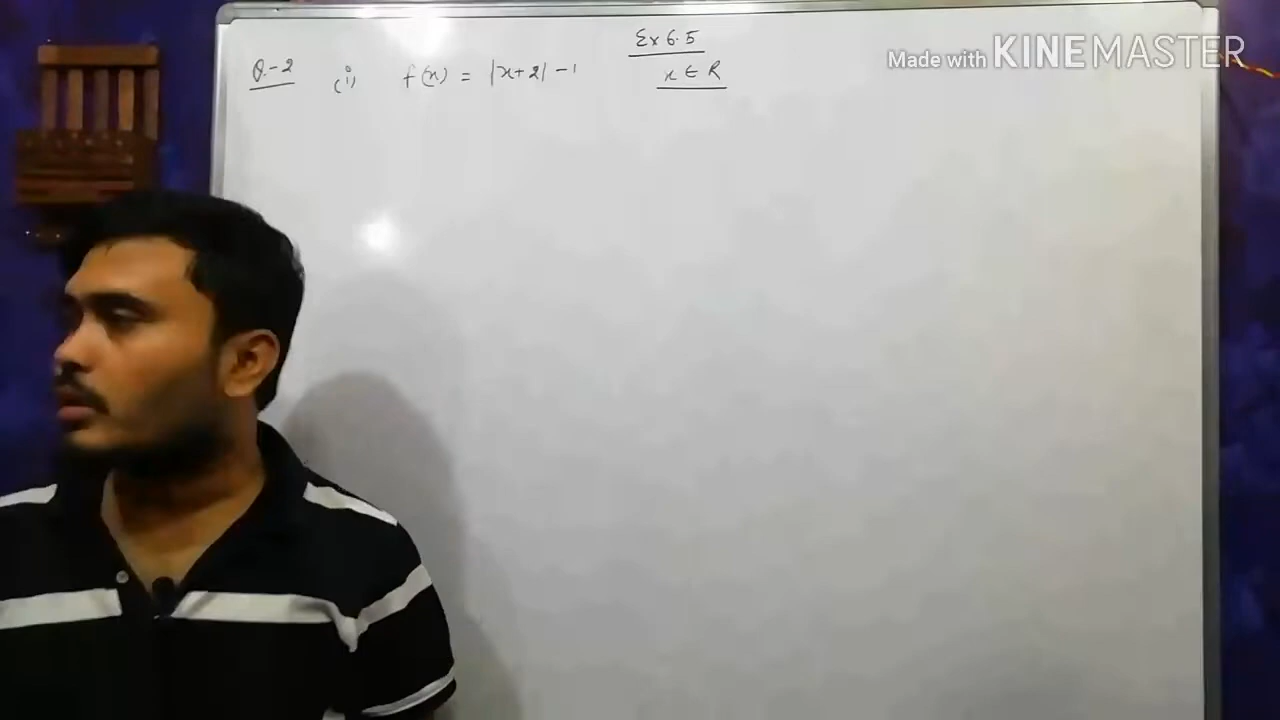 Ex 6.5
Q.-2 (i) f(x) = |x+2| -1 x ∈ R
Made with KINEMASTER